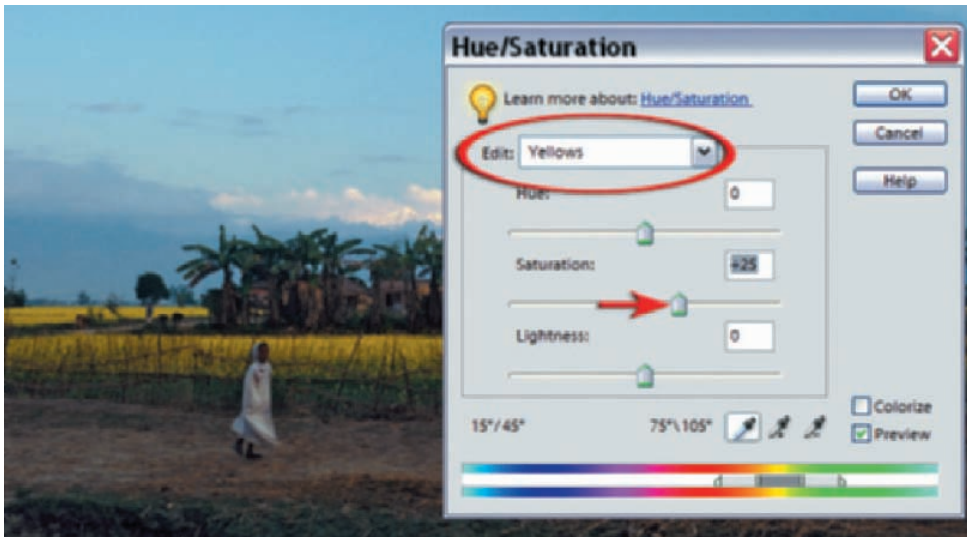 Hue/Saturation
Learn more about: Hue/Saturation
OK
Cancel
Help
Edit: Yellows
Hue: 0
Saturation: +25
Lightness: 0
15°/45° 75°\105°
Colorize
Preview